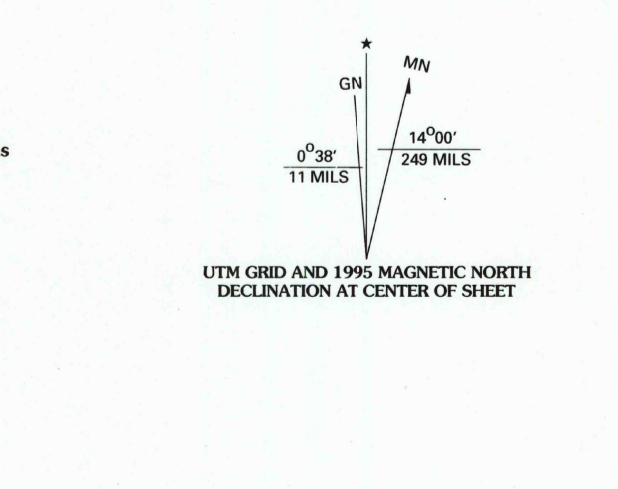 ★
MN
GN
14°00'
249 MILS
0°38'
11 MILS
s
UTM GRID AND 1995 MAGNETIC NORTH
DECLINATION AT CENTER OF SHEET